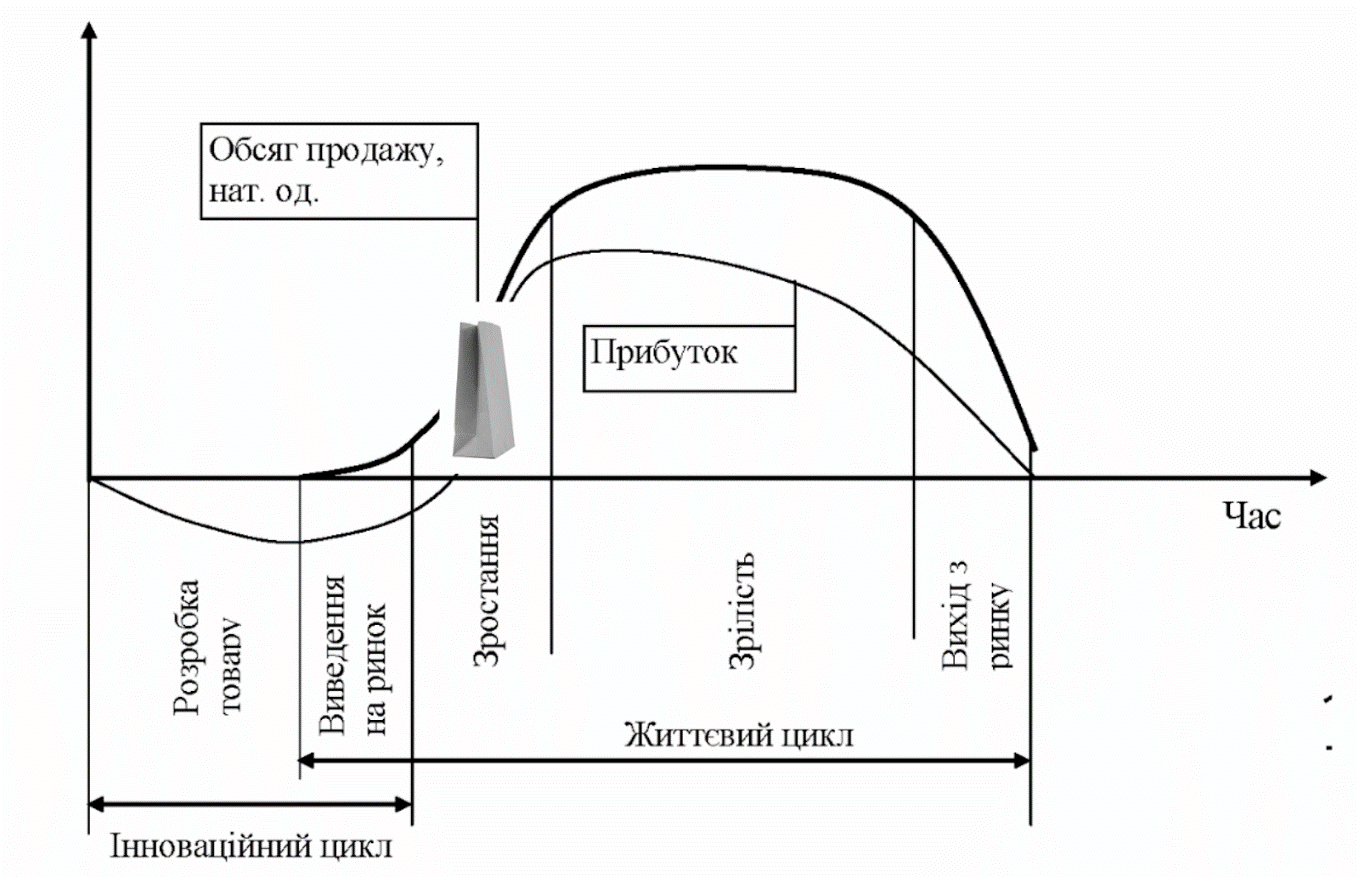 Обсяг продажу,
нат. од.
Прибуток
Час
Розробка
товару
Виведення
на ринок
Зростання
Зрілість
Вихід з
ринку
Життєвий цикл
Інноваційний цикл